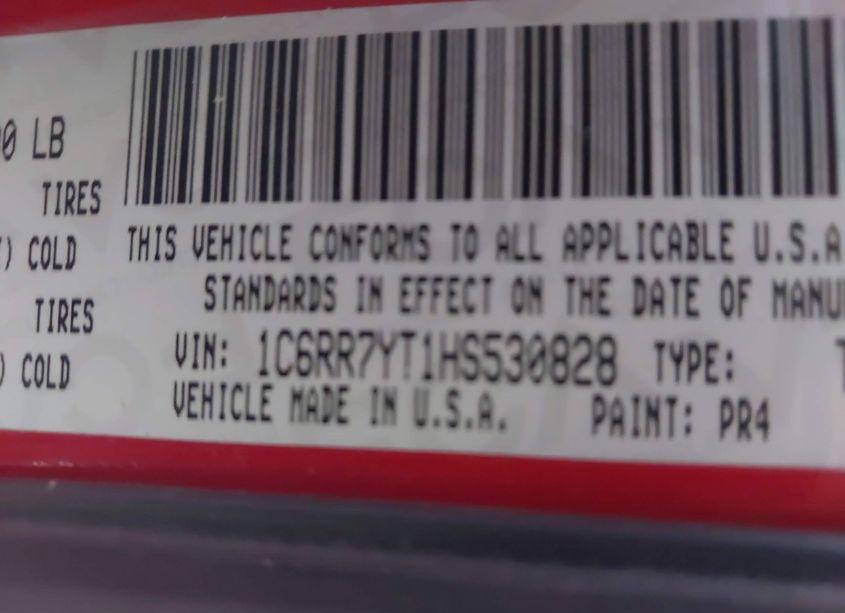 0 LB
TIRES
) COLD
TIRES
) COLD
THIS VEHICLE CONFORMS TO ALL APPLICABLE U.S.A
STANDARDS IN EFFECT ON THE DATE OF MANU
VIN: 1C6RR7YT1HS530828 TYPE: T
VEHICLE MADE IN U.S.A. PAINT: PR4